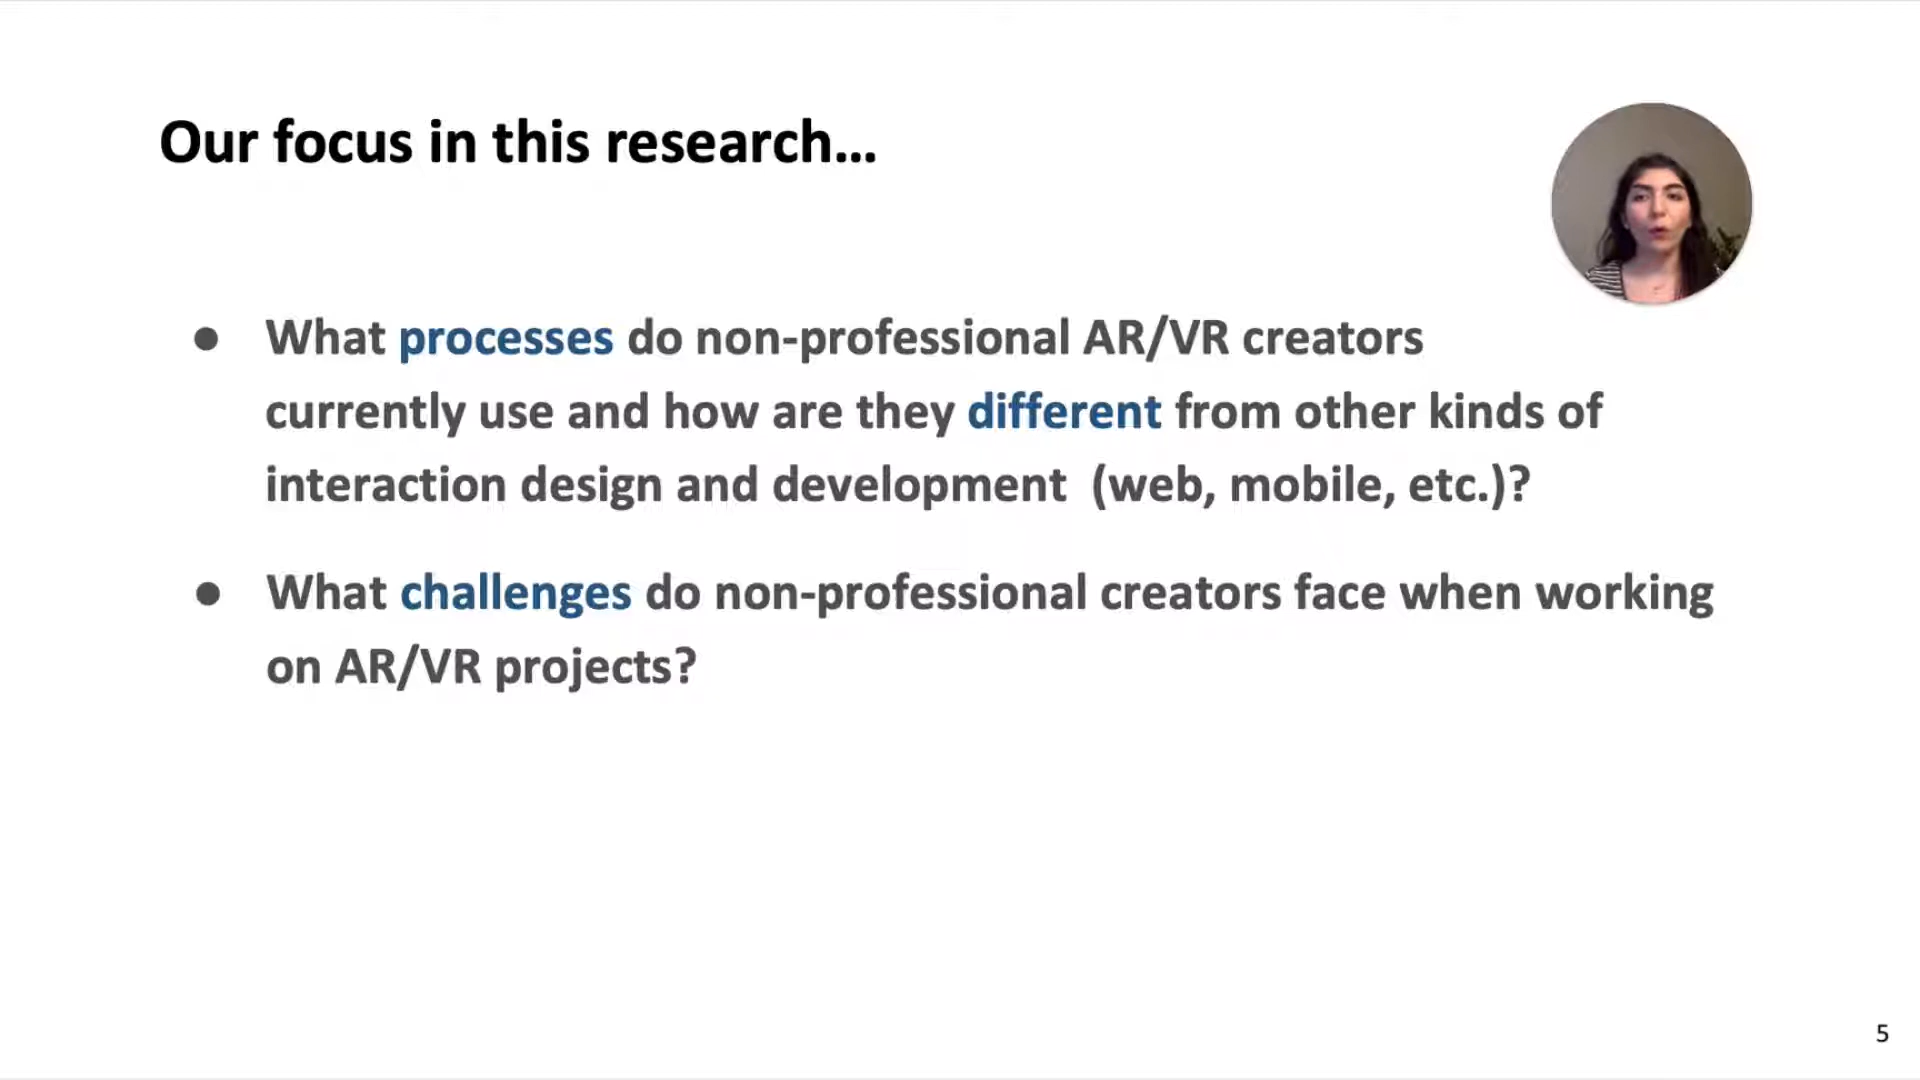 Our focus in this research...
● What processes do non-professional AR/VR creators
currently use and how are they different from other kinds of
interaction design and development (web, mobile, etc.)?
● What challenges do non-professional creators face when working
on AR/VR projects?
5